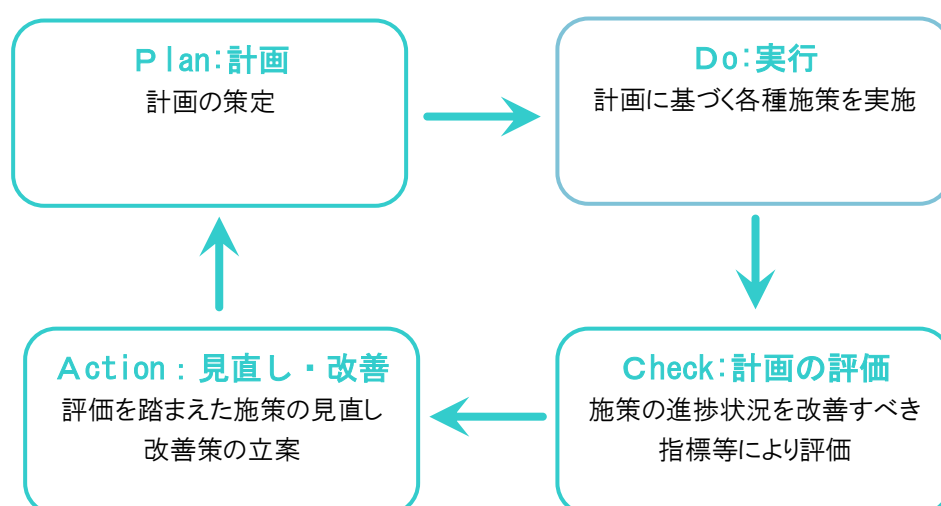 Plan:計画
計画の策定
Do:実行
計画に基づく各種施策を実施
Action:見直し・改善
評価を踏まえた施策の見直し
改善策の立案
Check:計画の評価
施策の進捗状況を改善すべき
指標等により評価